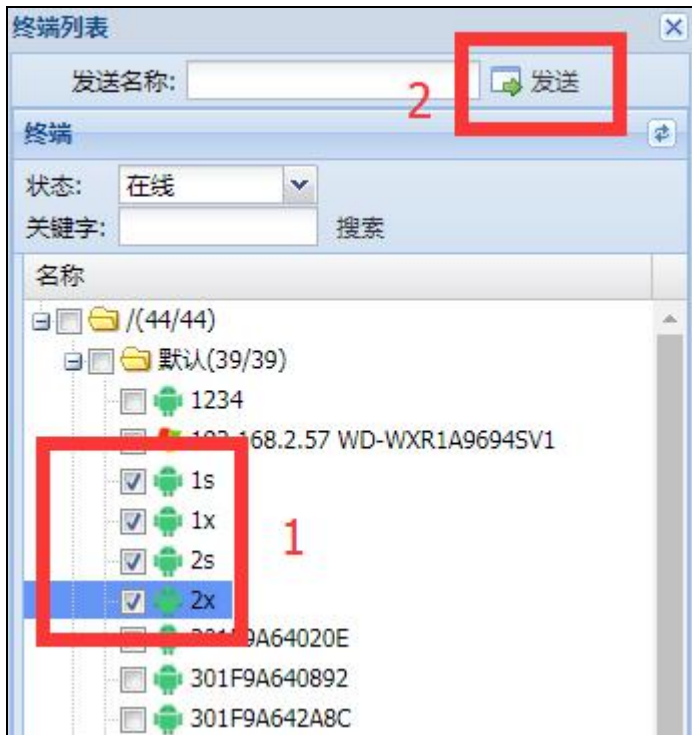 终端列表
发送名称: 发送
2
终端
状态: 在线
关键字: 搜索
名称
/(44/44)
默认(39/39)
1234
168.2.57 WD-WXR1A9694SV1
1s
1x
1
2s
2x
9A64020E
301F9A640892
301F9A642A8C